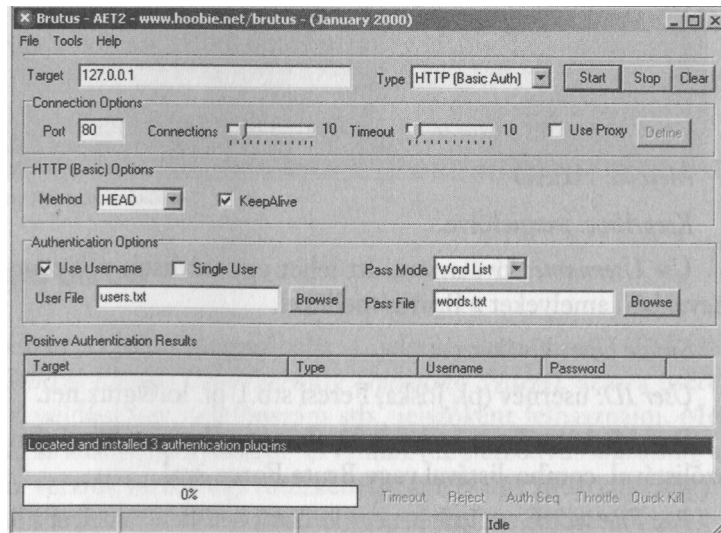 Brutus - AET2 - www.hoobie.net/brutus - (January 2000)
File Tools Help
Target 127.0.0.1 Type HTTP (Basic Auth) Start Stop Clear
Connection Options
Port 80 Connections 10 Timeout 10 Use Proxy Define
HTTP (Basic) Options
Method HEAD KeepAlive
Authentication Options
Use Username Single User Pass Mode Word List
User File users.txt Browse Pass File words.txt Browse
Positive Authentication Results
Target Type Username Password
Located and installed 3 authentication plug-ins
0% Timeout Reject Auth Seq Throttle Quick Kill
Idle